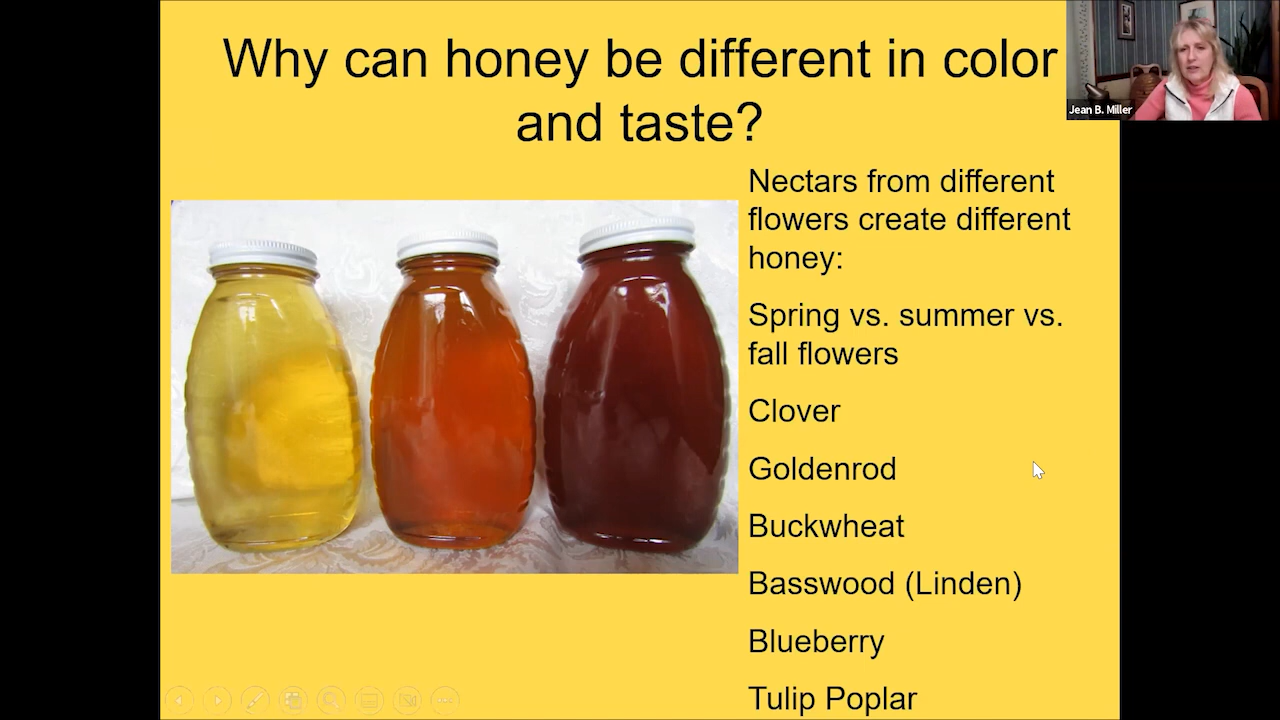 Why can honey be different in color
and taste?
Jean B. Miller
Nectars from different
flowers create different
honey:
Spring vs. summer vs.
fall flowers
Clover
Goldenrod
Buckwheat
Basswood (Linden)
Blueberry
Tulip Poplar